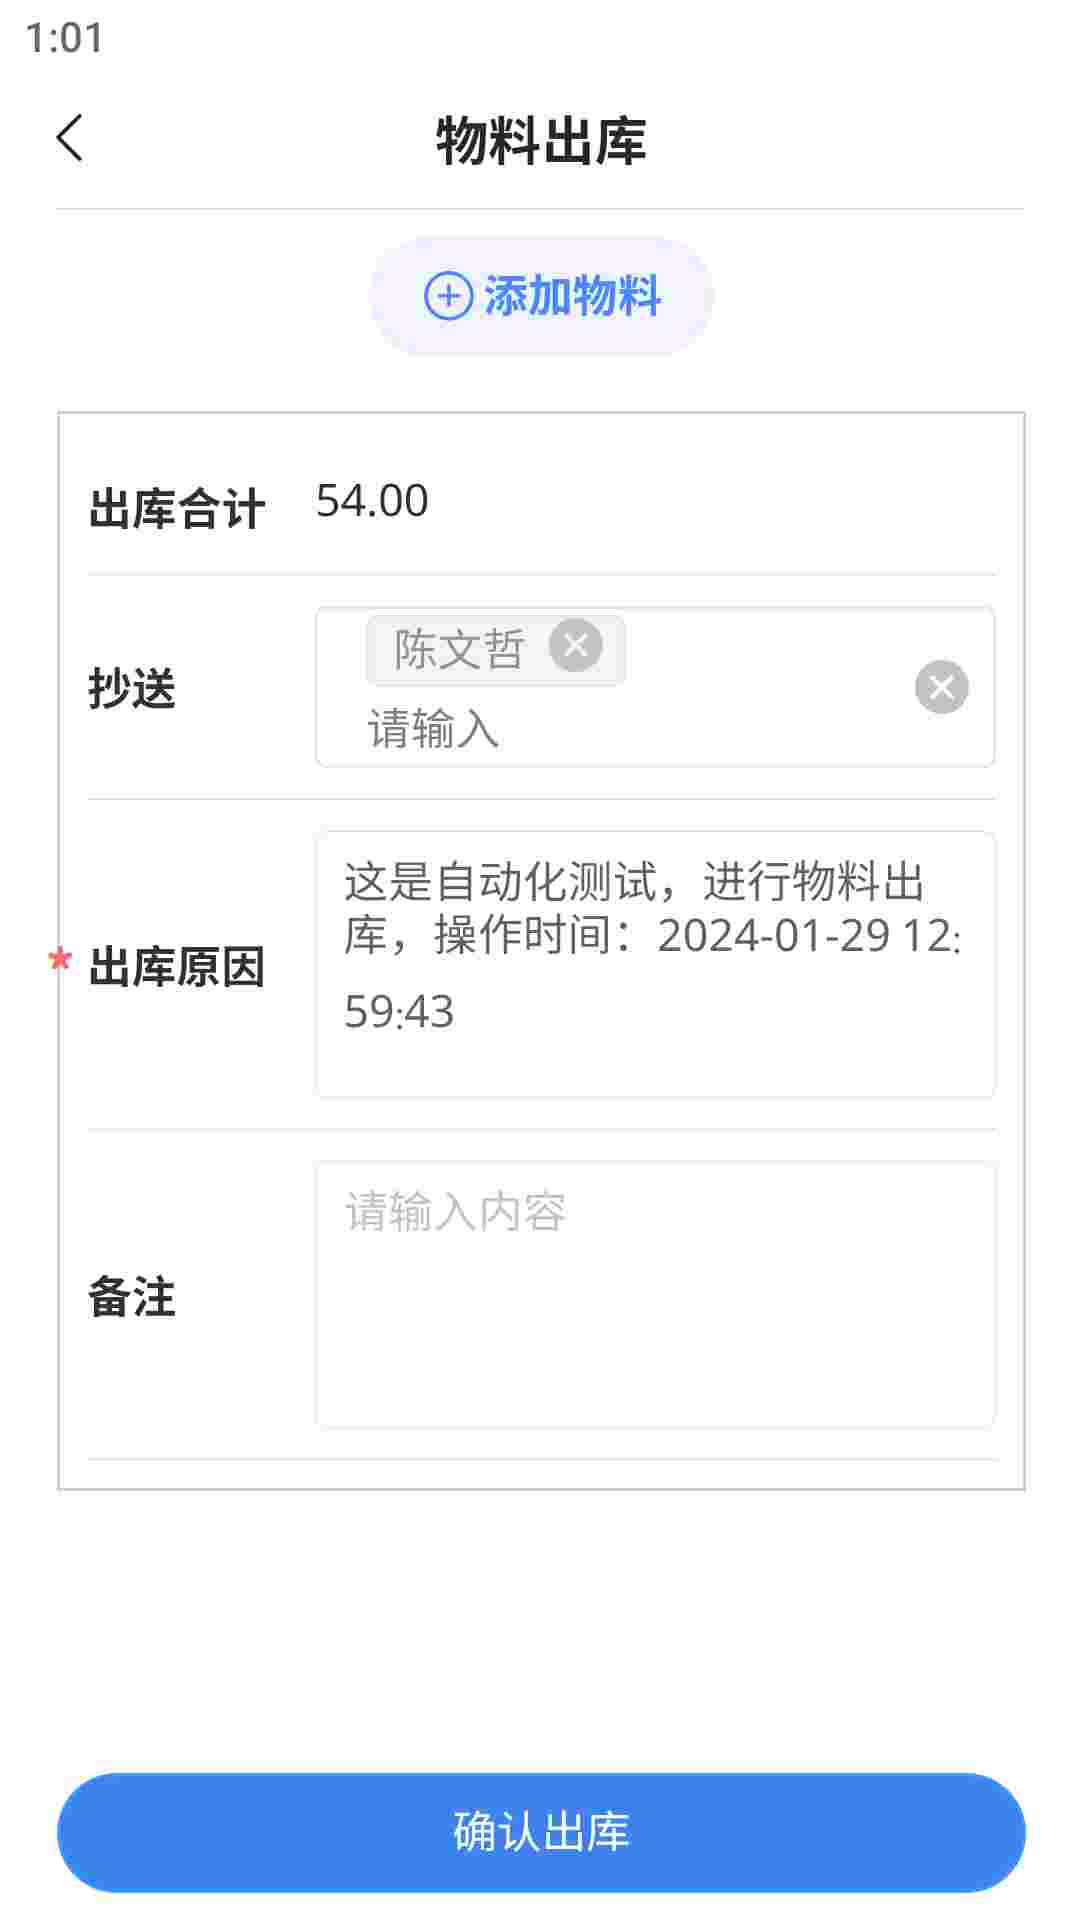 1:01
物料出库
添加物料
出库合计 54.00
抄送
陈文哲
请输入
* 出库原因
这是自动化测试，进行物料出
库，操作时间：2024-01-29 12:
59:43
备注
请输入内容
确认出库